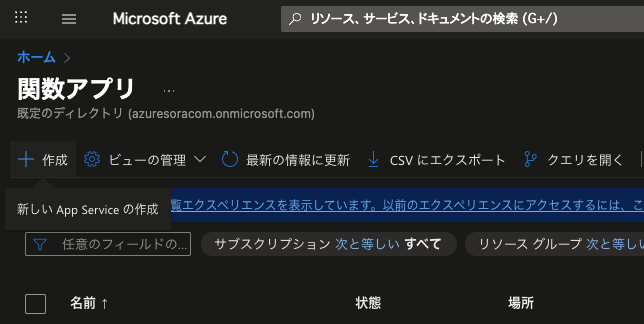 Microsoft Azure
リソース、サービス、ドキュメントの検索 (G+/)
ホーム
関数アプリ ...
既定のディレクトリ (azuresoracom.onmicrosoft.com)
作成 ビューの管理 最新の情報に更新 CSV にエクスポート クエリを開く
新しい App Service の作成
覧エクスペリエンスを表示しています。以前のエクスペリエンスにアクセスするには、こ
任意のフィールドの... サブスクリプション 次と等しい すべて リソース グループ 次と等し
名前 ↑ 状態 場所